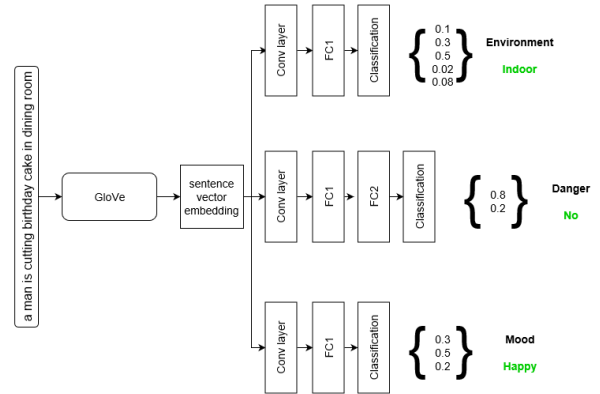 a man is cutting birthday cake in dining room
GloVe
sentence
vector
embedding
Conv layer
FC1
Classification
0.1
0.3
0.5
0.02
0.08
Environment
Indoor
Conv layer
FC1
FC2
Classification
0.8
0.2
Danger
No
Conv layer
FC1
Classification
0.3
0.5
0.2
Mood
Happy